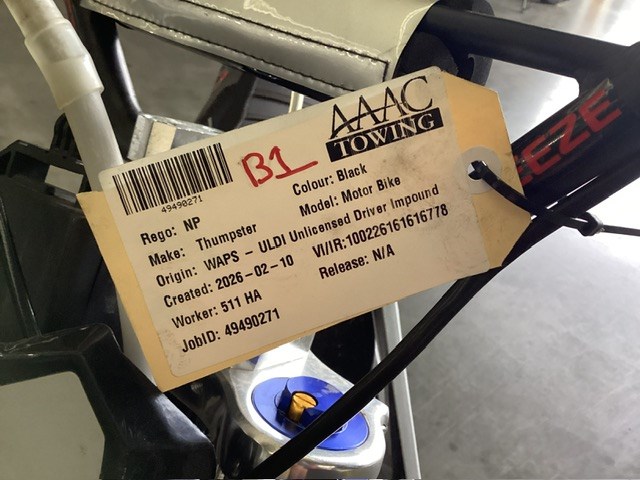 AAAC
TOWING
49490271
B1
Rego: NP
Colour: Black
Make: Thumpster
Model: Motor Bike
Origin: WAPS - ULDI Unlicensed Driver Impound
Created: 2026-02-10
VI/IR:100226161616778
Worker: 511 HA
Release: N/A
JobID: 49490271
EEZE